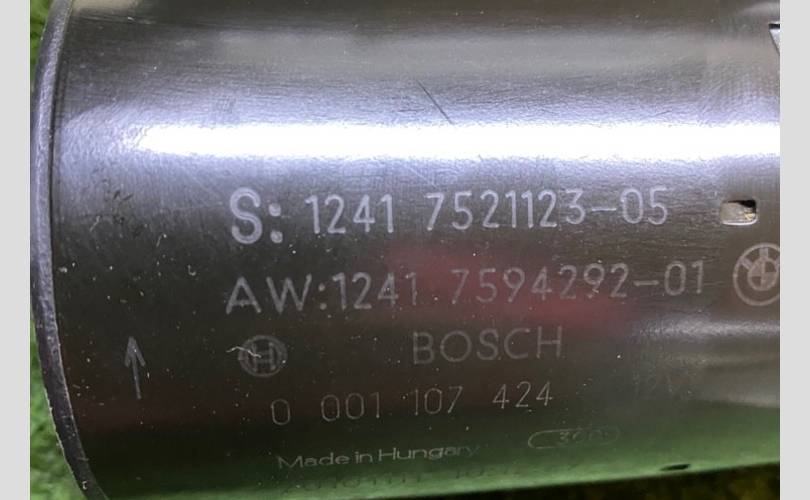 S: 1241 7521123-05
AW:1241 7594292-01
BOSCH
0 001 107 424
Made in Hungary